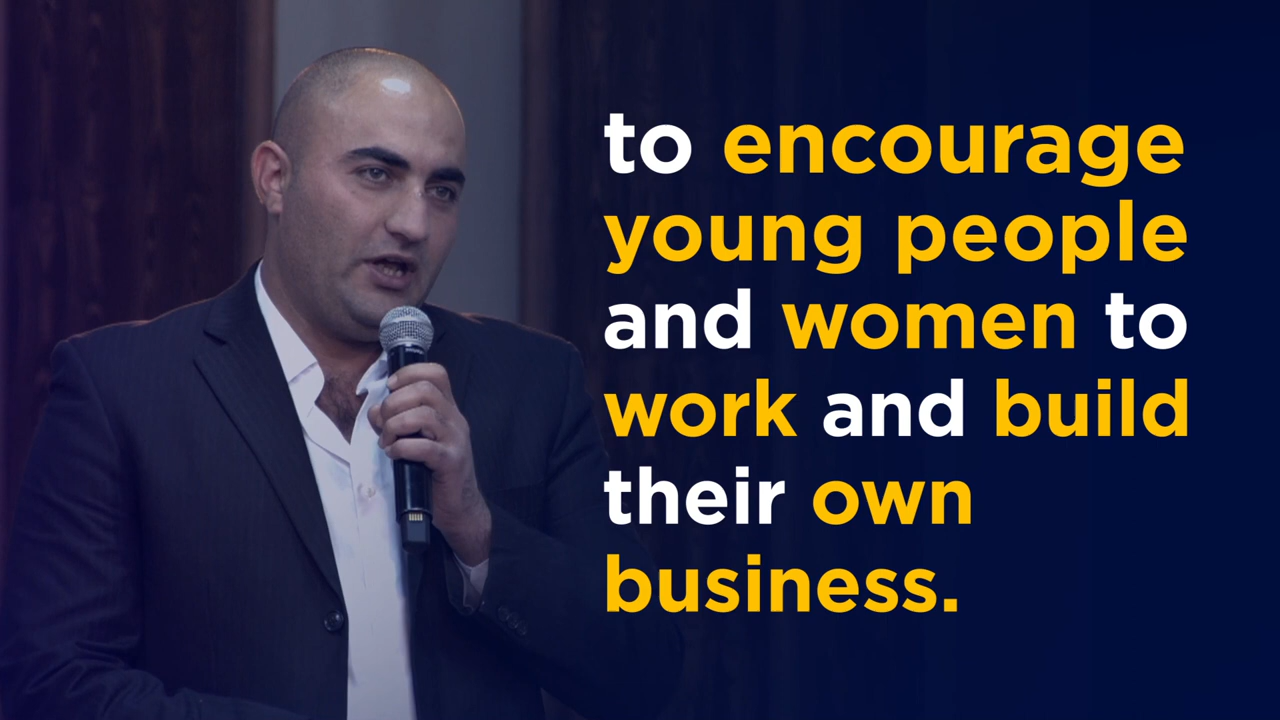 to encourage
young people
and women to
work and build
their own
business.